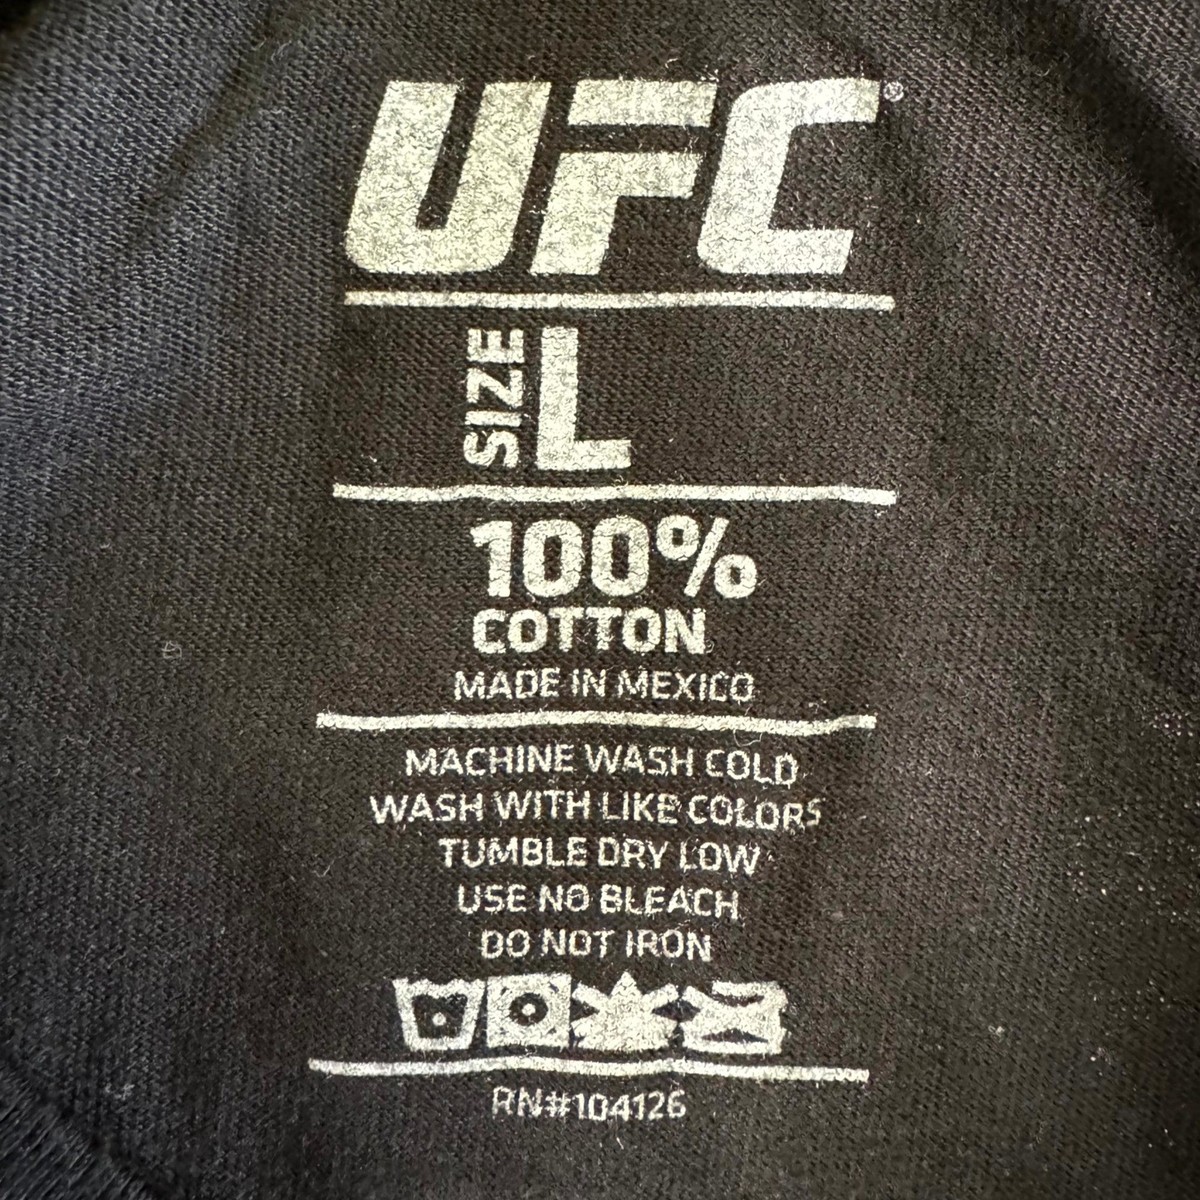 UFC®
SIZE L
100%
COTTON
MADE IN MEXICO
MACHINE WASH COLD
WASH WITH LIKE COLORS
TUMBLE DRY LOW
USE NO BLEACH
DO NOT IRON
RN#104126